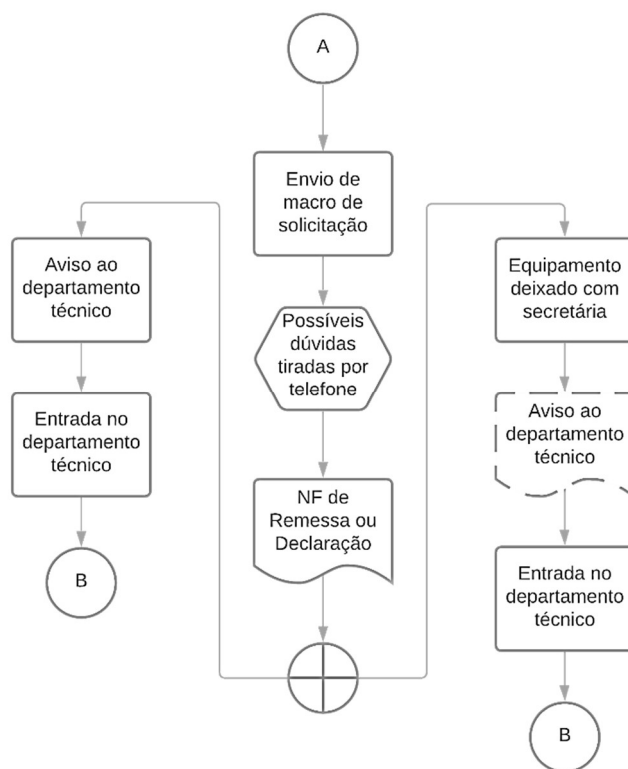 A
Envio de
macro de
solicitação
Possíveis
dúvidas
tiradas por
telefone
NF de
Remessa ou
Declaração
Aviso ao
departamento
técnico
Entrada no
departamento
técnico
B
Equipamento
deixado com
secretária
Aviso ao
departamento
técnico
Entrada no
departamento
técnico
B